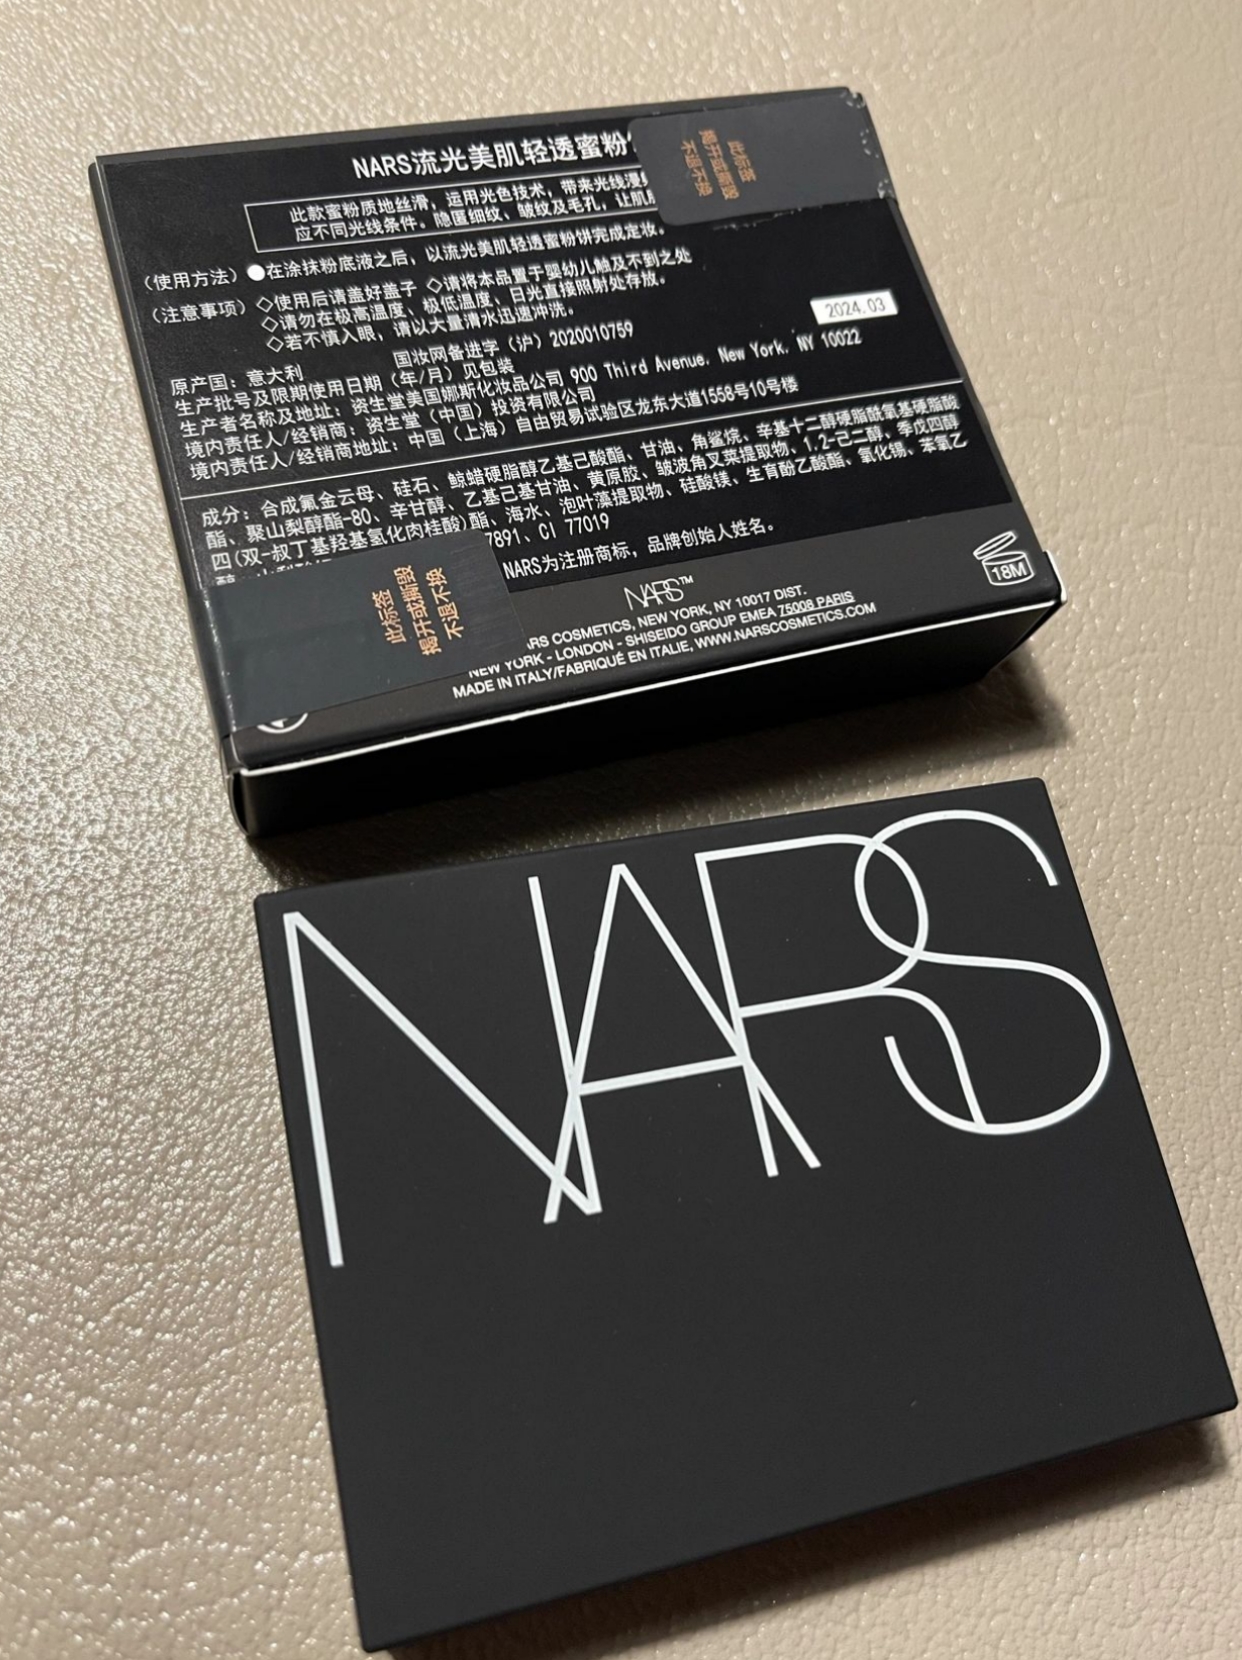 NARS流光美肌轻透蜜粉
此款蜜粉质地丝滑，运用光色技术，带来光线漫
应不同光线条件。隐匿细纹、皱纹及毛孔，让肌
（使用方法）●在涂抹粉底液之后，以流光美肌轻透蜜粉饼完成定妆。
（注意事项）◇使用后请盖好盖子 ◇请将本品置于婴幼儿触及不到之处
◇请勿在极高温度、极低温度、日光直接照射处存放。
◇若不慎入眼，请以大量清水迅速冲洗。
国妆网备进字（沪）2020010759
2024.03
原产国：意大利
生产批号及限期使用日期（年/月）见包装
生产者名称及地址：资生堂美国娜斯化妆品公司 900 Third Avenue. New York. NY 10022
境内责任人/经销商：资生堂（中国）投资有限公司
境内责任人/经销商地址：中国（上海）自由贸易试验区龙东大道1558号10号楼
成分：合成氟金云母、硅石、鲸蜡硬脂醇乙基己酸酯、甘油、角鲨烷、辛基十二醇硬脂酰氧基硬脂酸
酯、聚山梨醇酯-80、辛甘醇、乙基己基甘油、黄原胶、皱波角叉菜提取物、1,2-己二醇、季戊四醇
四(双-叔丁基羟基氢化肉桂酸)酯、海水、泡叶藻提取物、硅酸镁、生育酚乙酸酯、氧化锡、苯氧乙
醇、 7891、CI 77019
NARS为注册商标，品牌创始人姓名。
此标签
揭开或撕毁
不退不换
此标签
揭开或撕毁
不退不换
18M
NARS™
RS COSMETICS, NEW YORK, NY 10017 DIST.
NEW YORK - LONDON - SHISEIDO GROUP EMEA 75008 PARIS
MADE IN ITALY/FABRIQUÉ EN ITALIE, WWW.NARSCOSMETICS.COM
NARS